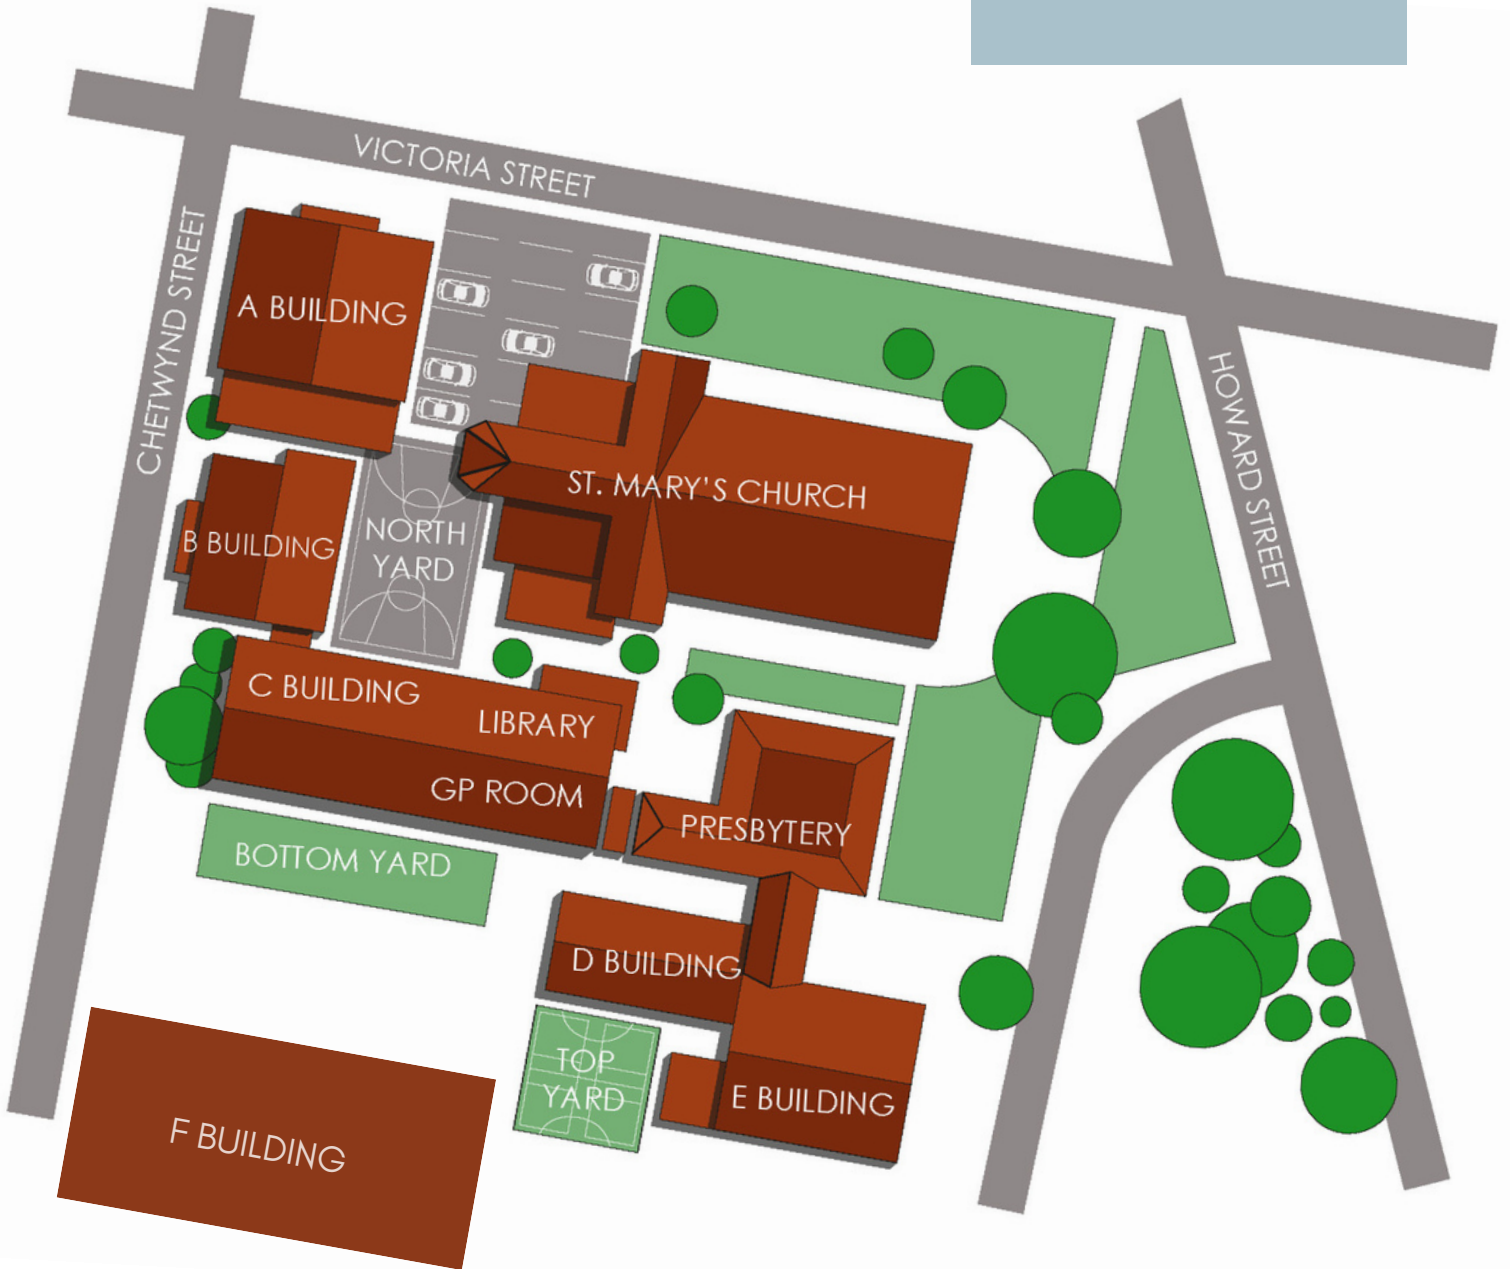 VICTORIA STREET
CHETWYND STREET
A BUILDING
HOWARD STREET
ST. MARY'S CHURCH
NORTH
YARD
B BUILDING
C BUILDING
LIBRARY
GP ROOM
PRESBYTERY
BOTTOM YARD
D BUILDING
TOP
YARD
E BUILDING
F BUILDING